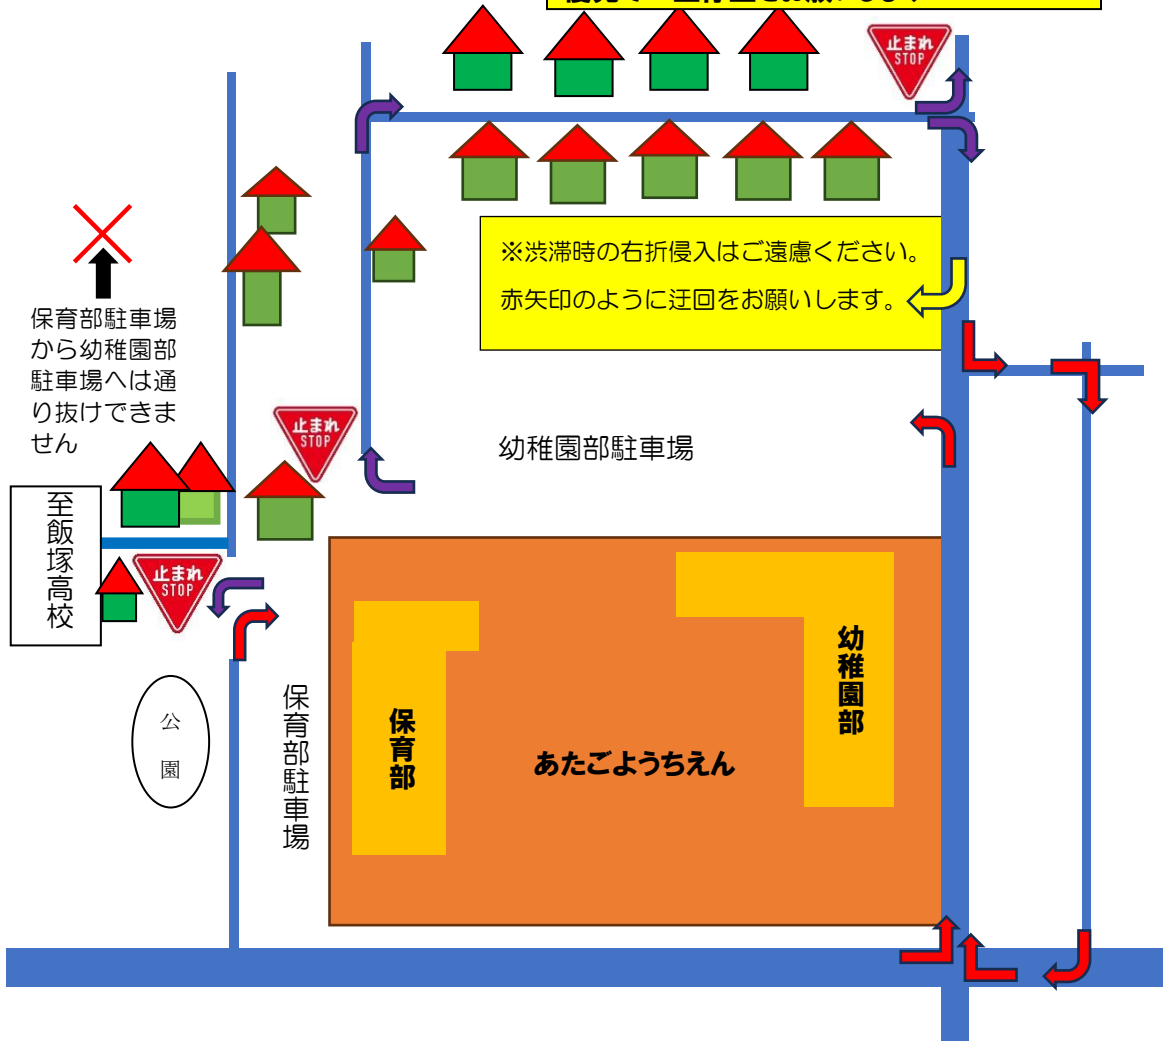 止まれ
STOP
※渋滞時の右折侵入はご遠慮ください。
赤矢印のように迂回をお願いします。
保育部駐車場
から幼稚園部
駐車場へは通
り抜けできま
せん
止まれ
STOP
幼稚園部駐車場
至飯塚高校
止まれ
STOP
公園
保育部駐車場
保育部
あたごようちえん
幼稚園部